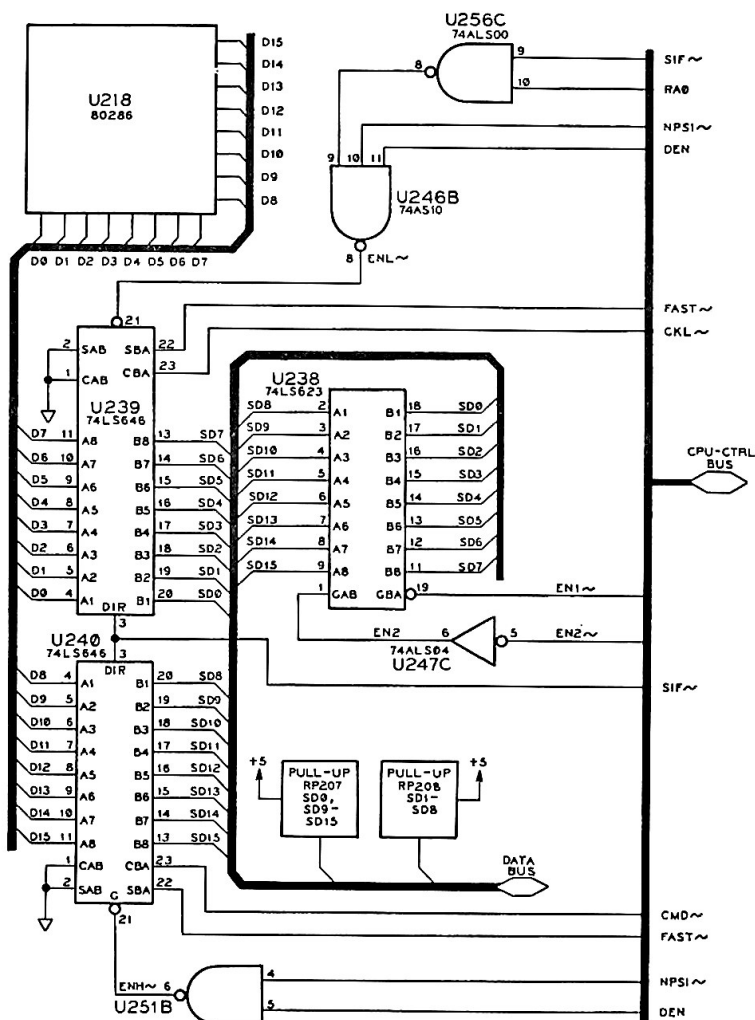 U256C
74ALS00
8
9
10
SIF~
RA0
NPSI~
DEN
U218
80286
D15
D14
D13
D12
D11
D10
D9
D8
D0 D1 D2 D3 D4 D5 D6 D7
9 10 11
U246B
74AS10
8 ENL~
21
2 SAB SBA 22 FAST~
1 CAB CBA 23 CKL~
U239
74LS646
D7 11 A8 B8 13 SD7
D6 10 A7 B7 14 SD6
D5 9 A6 B6 15 SD5
D4 8 A5 B5 16 SD4
D3 7 A4 B4 17 SD3
D2 6 A3 B3 18 SD2
D1 5 A2 B2 19 SD1
D0 4 A1 B1 20 SD0
DIR
3
U238
74LS623
SD8 2 A1 B1 18 SD0
SD9 3 A2 B2 17 SD1
SD10 4 A3 B3 16 SD2
SD11 5 A4 B4 15 SD3
SD12 6 A5 B5 14 SD4
SD13 7 A6 B6 13 SD5
SD14 8 A7 B7 12 SD6
SD15 9 A8 B8 11 SD7
1 GAB GBA 19 EN1~
EN2 6 5 EN2~
74ALS04
U247C
CPU-CTRL
BUS
SIF~
U240
74LS646
3
DIR
D8 4 A1 B1 20 SD8
D9 5 A2 B2 19 SD9
D10 6 A3 B3 18 SD10
D11 7 A4 B4 17 SD11
D12 8 A5 B5 16 SD12
D13 9 A6 B6 15 SD13
D14 10 A7 B7 14 SD14
D15 11 A8 B8 13 SD15
1 CAB CBA 23 CMD~
2 SAB SBA 22 FAST~
G
21
+5
PULL-UP
RP207
SD0,
SD9-
SD15
+5
PULL-UP
RP208
SD1-
SD8
DATA
BUS
ENH~ 6
U251B
4 NPSI~
5 DEN